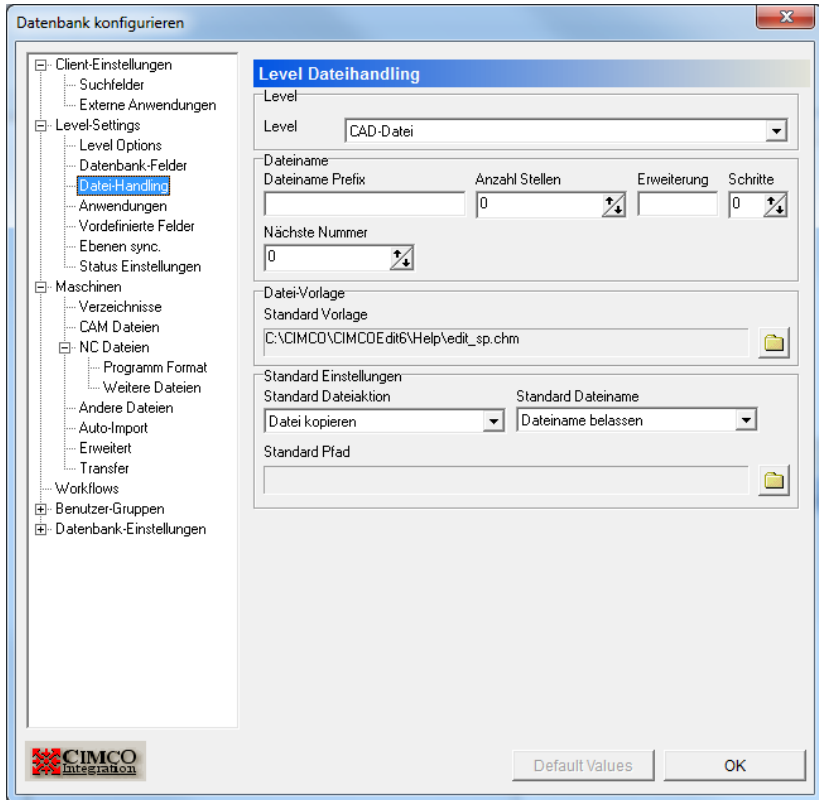 Datenbank konfigurieren
Client-Einstellungen
Suchfelder
Externe Anwendungen
Level-Settings
Level Options
Datenbank-Felder
Datei-Handling
Anwendungen
Vordefinierte Felder
Ebenen sync.
Status Einstellungen
Maschinen
Verzeichnisse
CAM Dateien
NC Dateien
Programm Format
Weitere Dateien
Andere Dateien
Auto-Import
Erweitert
Transfer
Workflows
Benutzer-Gruppen
Datenbank-Einstellungen
Level Dateihandling
Level
Level CAD-Datei
Dateiname
Dateiname Prefix Anzahl Stellen Erweiterung Schritte
0 0
Nächste Nummer
0
Datei-Vorlage
Standard Vorlage
C:\CIMCO\CIMCOEdit6\Help\edit_sp.chm
Standard Einstellungen
Standard Dateiaktion Standard Dateiname
Datei kopieren Dateiname belassen
Standard Pfad
CIMCO
Integration
Default Values OK